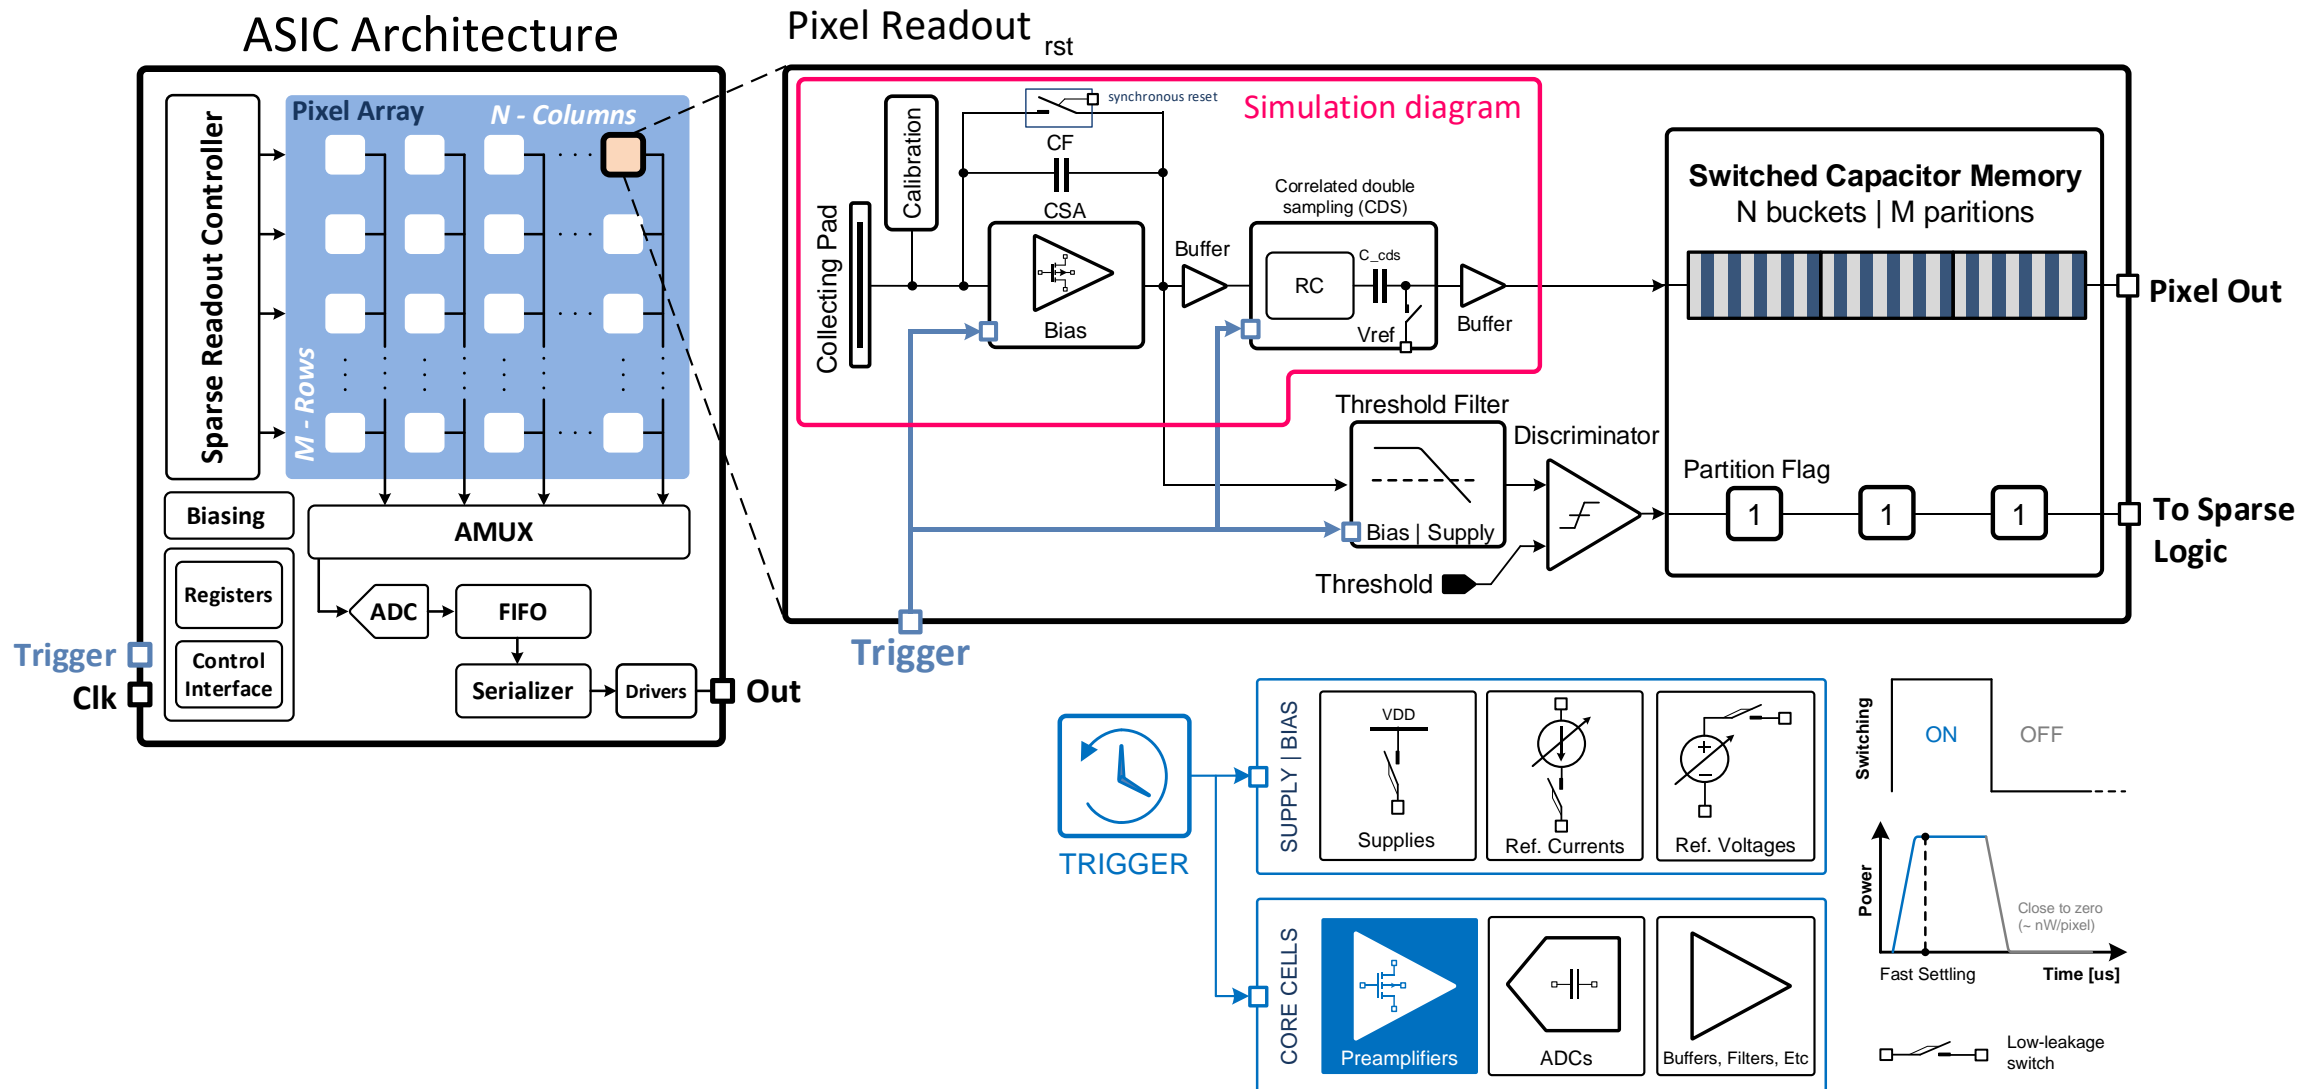 ASIC Architecture
Pixel Array
N - Columns
M - Rows
Sparse Readout Controller
Biasing
Registers
Control
Interface
AMUX
ADC
FIFO
Serializer
Drivers
Trigger
Clk
Out
Pixel Readout
rst
Simulation diagram
synchronous reset
CF
CSA
Calibration
Collecting Pad
Bias
Buffer
Correlated double
sampling (CDS)
RC
C_cds
Vref
Buffer
Switched Capacitor Memory
N buckets | M paritions
Pixel Out
Threshold Filter
Bias | Supply
Discriminator
Threshold
Partition Flag
1
1
1
To Sparse
Logic
Trigger
TRIGGER
SUPPLY | BIAS
VDD
Supplies
Ref. Currents
Ref. Voltages
CORE CELLS
Preamplifiers
ADCs
Buffers, Filters, Etc
Switching
ON
OFF
Power
Close to zero
(~ nW/pixel)
Fast Settling
Time [us]
Low-leakage
switch